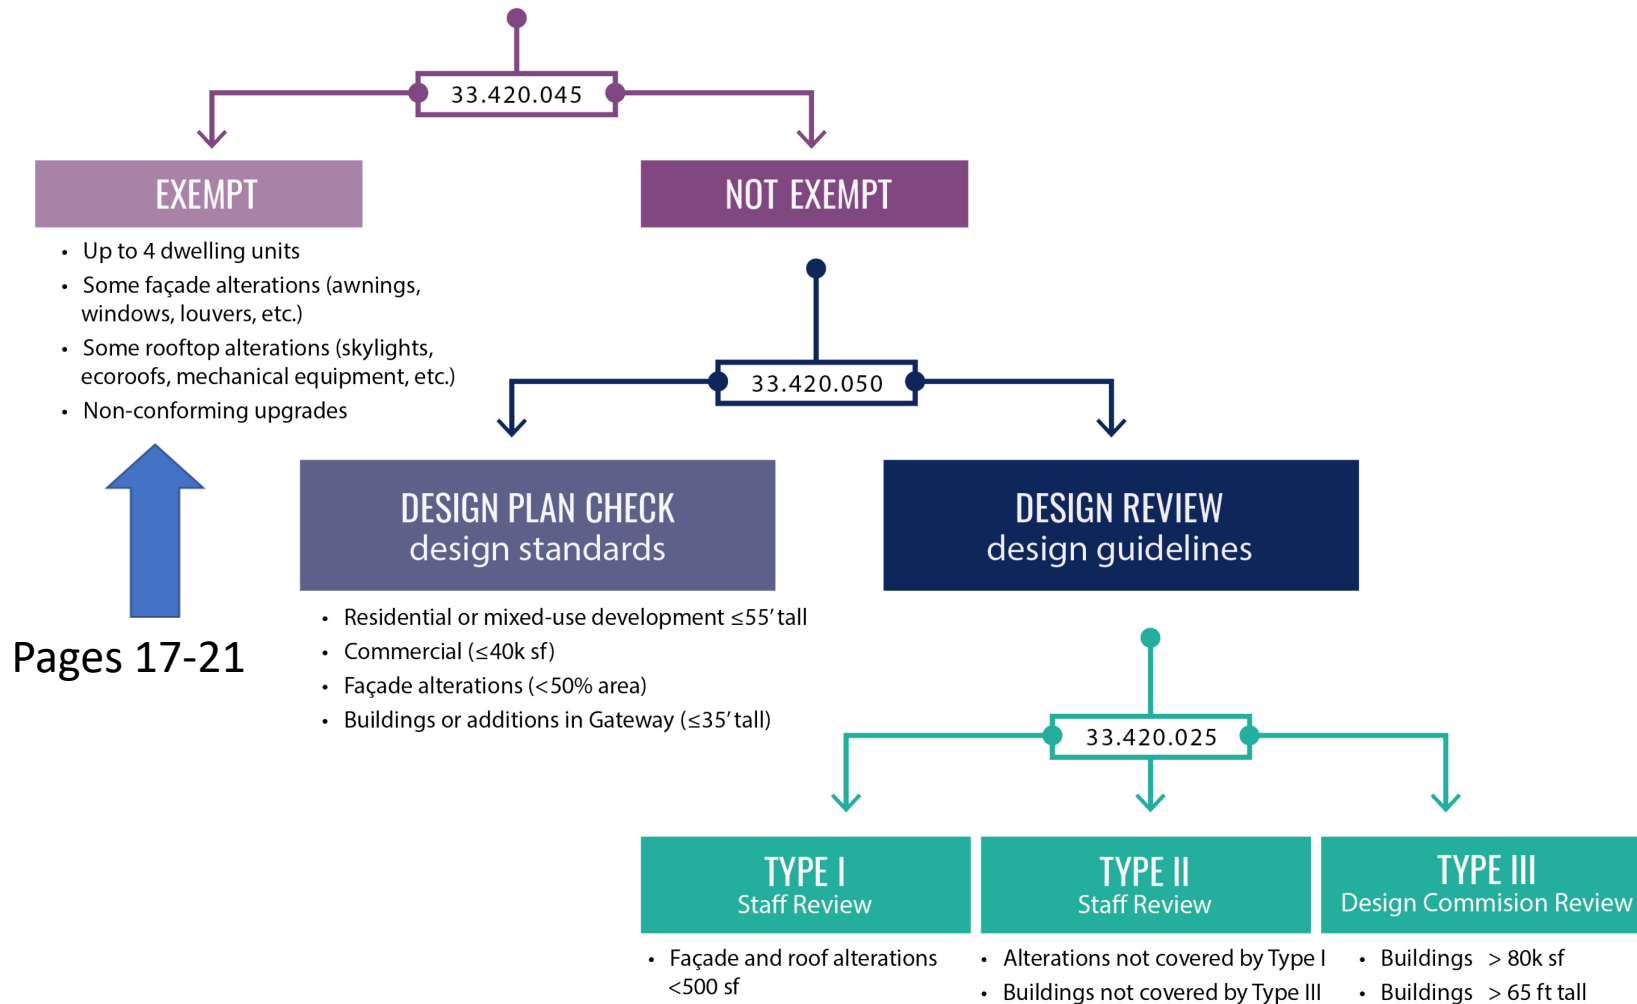 33.420.045
EXEMPT
NOT EXEMPT
• Up to 4 dwelling units
• Some façade alterations (awnings,
windows, louvers, etc.)
• Some rooftop alterations (skylights,
ecoroofs, mechanical equipment, etc.)
• Non-conforming upgrades
Pages 17-21
33.420.050
DESIGN PLAN CHECK
design standards
DESIGN REVIEW
design guidelines
• Residential or mixed-use development ≤55' tall
• Commercial (≤40k sf)
• Façade alterations (<50% area)
• Buildings or additions in Gateway (≤35' tall)
33.420.025
TYPE I
Staff Review
TYPE II
Staff Review
TYPE III
Design Commision Review
• Façade and roof alterations
<500 sf
• Alterations not covered by Type I
• Buildings not covered by Type III
• Buildings > 80k sf
• Buildings > 65 ft tall